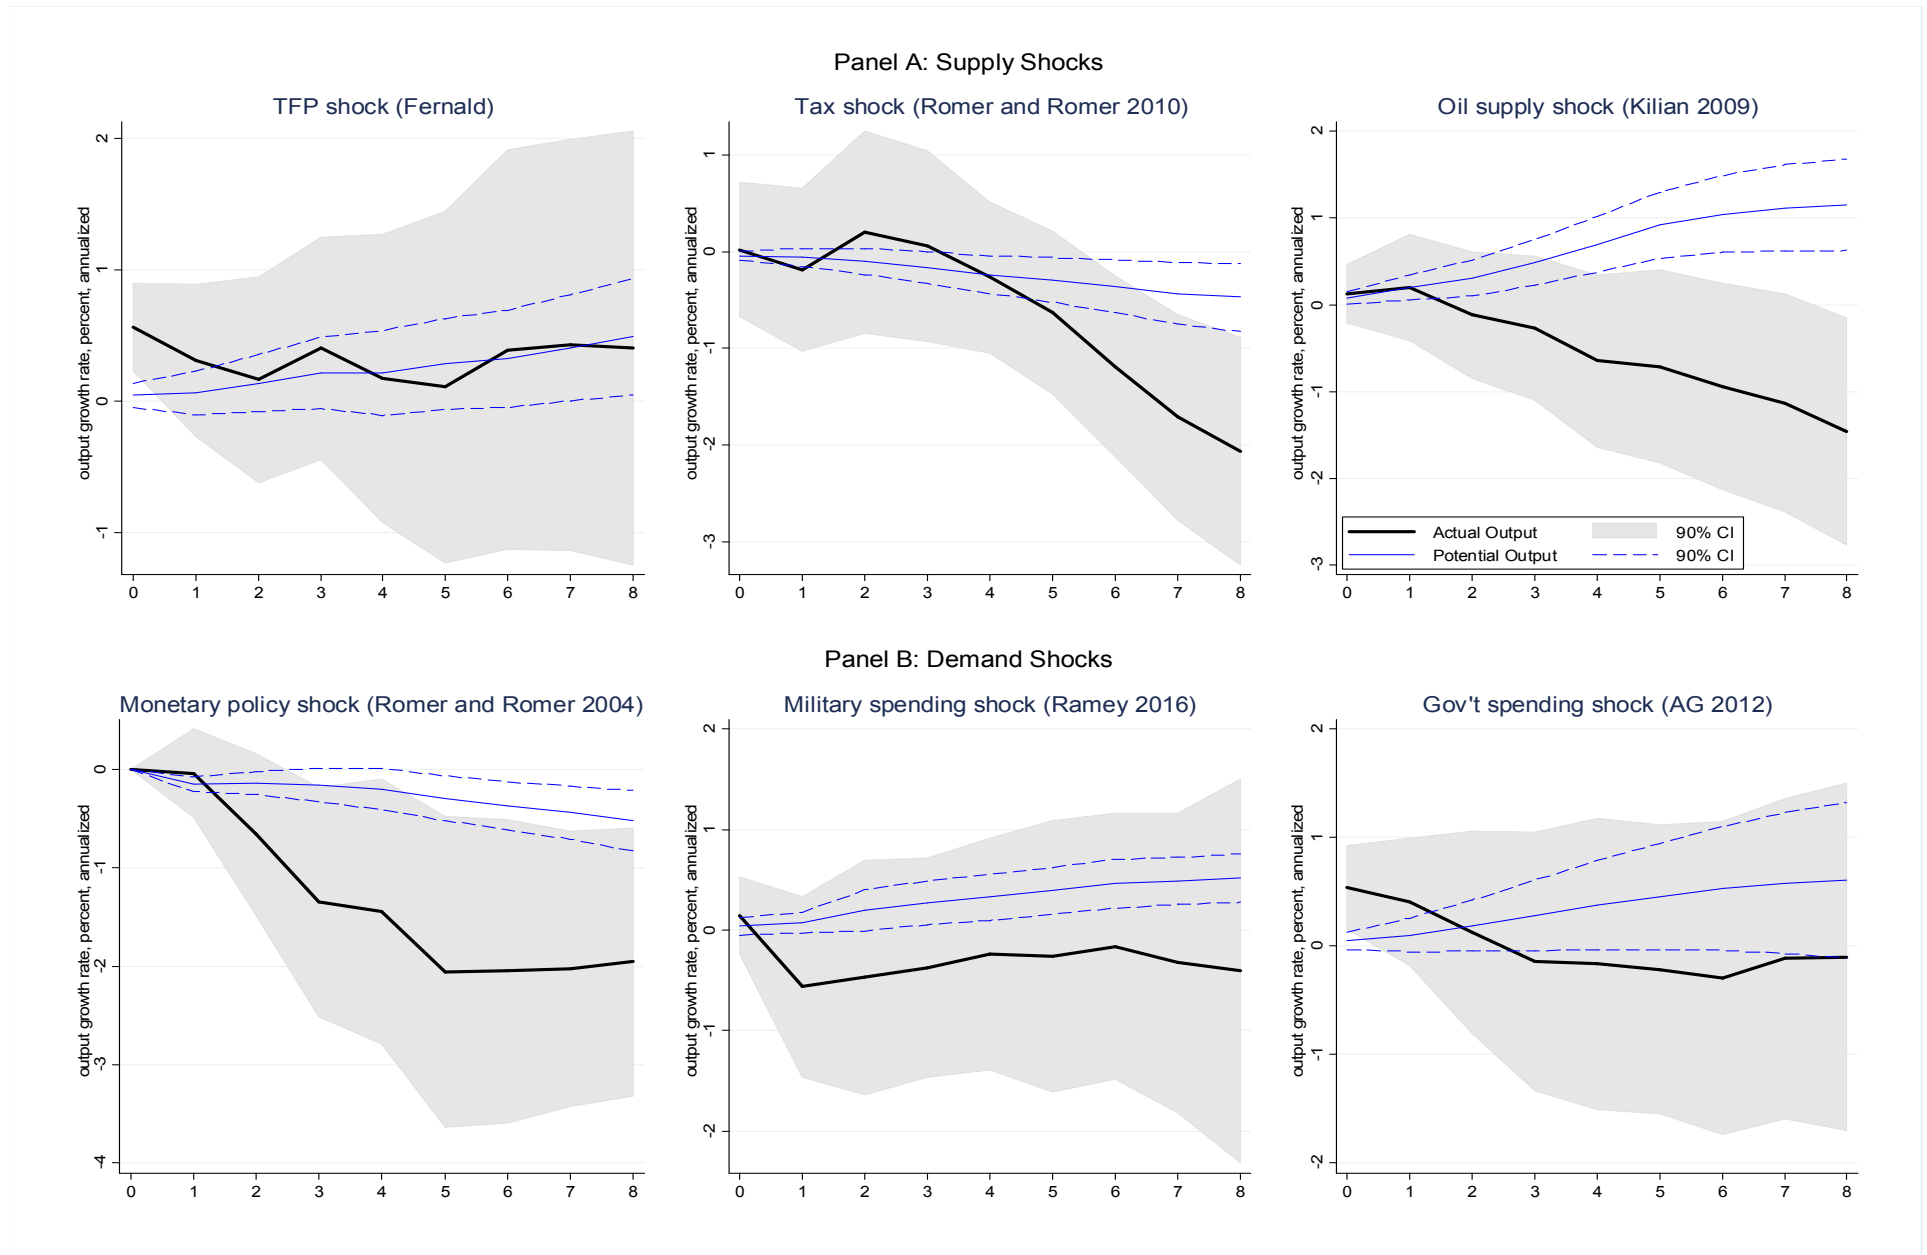 Panel A: Supply Shocks
TFP shock (Fernald)
output growth rate, percent, annualized
2
1
0
-1
0 1 2 3 4 5 6 7 8
Tax shock (Romer and Romer 2010)
output growth rate, percent, annualized
1
0
-1
-2
-3
0 1 2 3 4 5 6 7 8
Oil supply shock (Kilian 2009)
output growth rate, percent, annualized
2
1
0
-1
-2
-3
Actual Output 90% CI
Potential Output 90% CI
0 1 2 3 4 5 6 7 8
Panel B: Demand Shocks
Monetary policy shock (Romer and Romer 2004)
output growth rate, percent, annualized
0
-1
-2
-3
-4
0 1 2 3 4 5 6 7 8
Military spending shock (Ramey 2016)
output growth rate, percent, annualized
2
1
0
-1
-2
0 1 2 3 4 5 6 7 8
Gov't spending shock (AG 2012)
output growth rate, percent, annualized
2
1
0
-1
-2
0 1 2 3 4 5 6 7 8